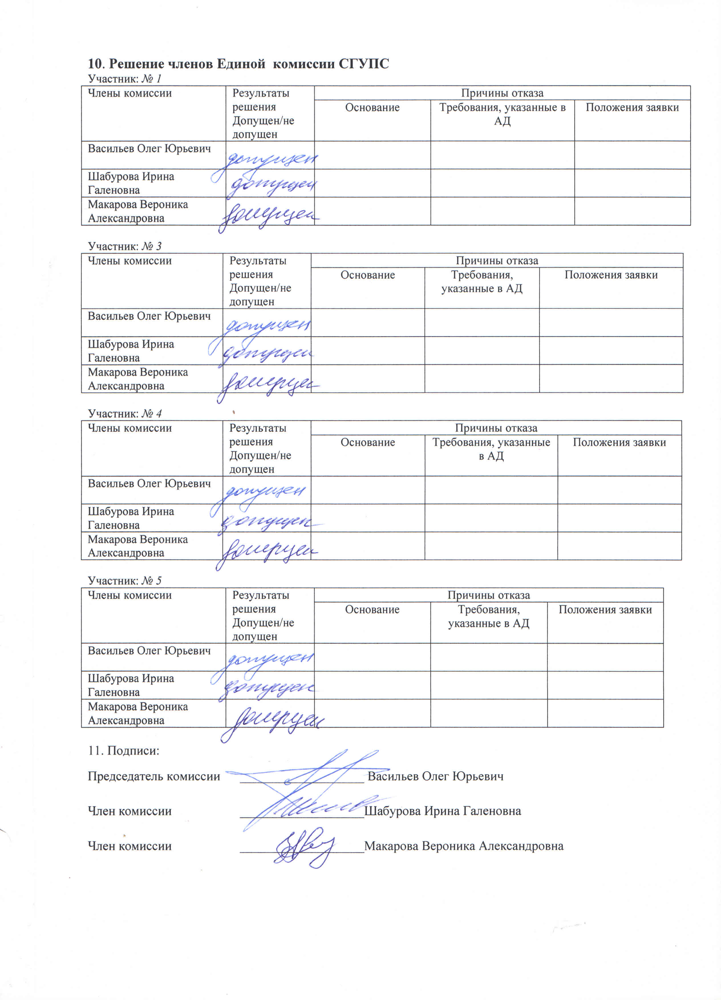 10. Решение членов Единой  комиссии СГУПС
Участник: № 1
Члены комиссии
Результаты
решения
Допущен/не
допущен
Причины отказа
Основание
Требования, указанные в
АД
Положения заявки
Васильев Олег Юрьевич
допущен
Шабурова Ирина
Галеновна
допущен
Макарова Вероника
Александровна
допущен
Участник: № 3
Члены комиссии
Результаты
решения
Допущен/не
допущен
Причины отказа
Основание
Требования,
указанные в АД
Положения заявки
Васильев Олег Юрьевич
допущен
Шабурова Ирина
Галеновна
допущен
Макарова Вероника
Александровна
допущен
Участник: № 4
Члены комиссии
Результаты
решения
Допущен/не
допущен
Причины отказа
Основание
Требования, указанные
в АД
Положения заявки
Васильев Олег Юрьевич
допущен
Шабурова Ирина
Галеновна
допущен
Макарова Вероника
Александровна
допущен
Участник: № 5
Члены комиссии
Результаты
решения
Допущен/не
допущен
Причины отказа
Основание
Требования,
указанные в АД
Положения заявки
Васильев Олег Юрьевич
допущен
Шабурова Ирина
Галеновна
допущен
Макарова Вероника
Александровна
допущен
11. Подписи:
Председатель комиссии ____________________ Васильев Олег Юрьевич
Член комиссии ____________________Шабурова Ирина Галеновна
Член комиссии ____________________Макарова Вероника Александровна